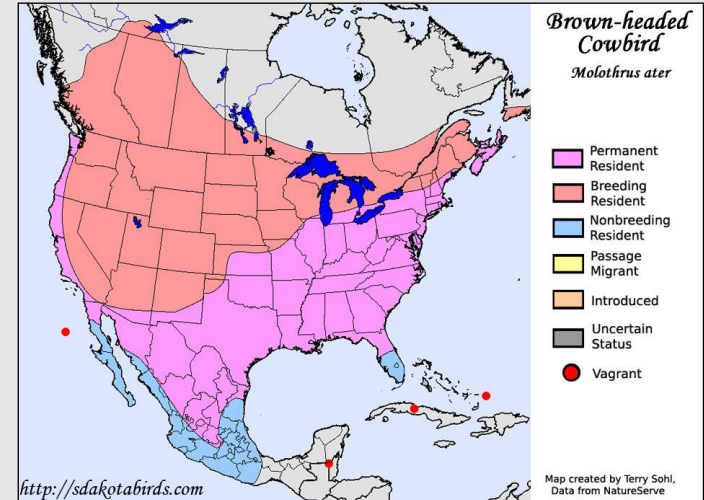 Brown-headed
Cowbird
Molothrus ater
Permanent
Resident
Breeding
Resident
Nonbreeding
Resident
Passage
Migrant
Introduced
Uncertain
Status
Vagrant
Map created by Terry Sohl,
Data from NatureServe
http://sdakotabirds.com